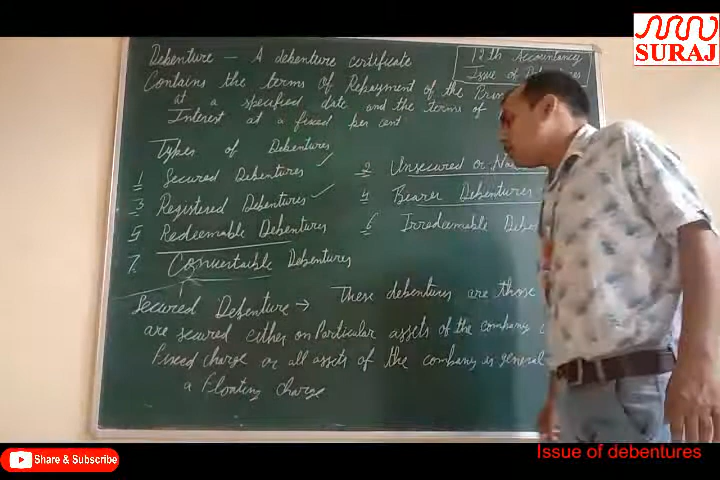 SURAJ
12th Accountancy
Issue of
Debenture – A debenture certificate
Contains the terms of Repayment of the Prin
at a specified date and the terms of
Interest at a fixed per cent
Types of Debentures
1 Secured Debentures ✓
2 Unsecured or
3 Registered Debentures ✓
4 Bearer Debentures
5 Redeemable Debentures
6 Irredeemable Debe
7. Convertaible Debentures
Secured Debenture → These debentures are those
are secured either on Particular assets of the company
Fixed charge or all assets of the company is general
a Floating charge
Share & Subscribe
Issue of debentures